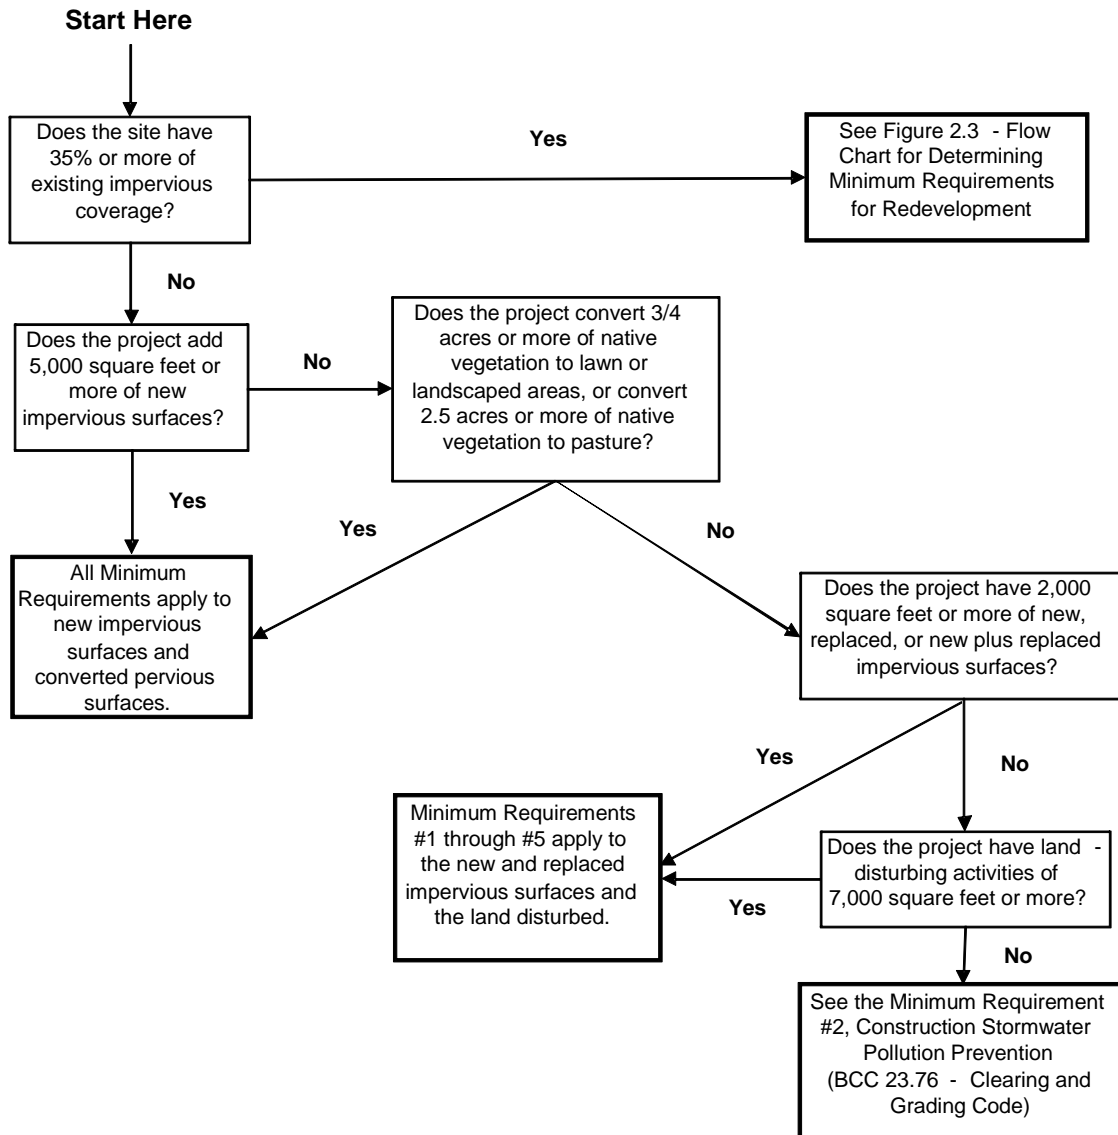 Start Here
Does the site have
35% or more of
existing impervious
coverage?
Yes
See Figure 2.3 - Flow
Chart for Determining
Minimum Requirements
for Redevelopment
No
Does the project add
5,000 square feet or
more of new
impervious surfaces?
No
Does the project convert 3/4
acres or more of native
vegetation to lawn or
landscaped areas, or convert
2.5 acres or more of native
vegetation to pasture?
Yes
Yes
No
All Minimum
Requirements apply to
new impervious
surfaces and
converted pervious
surfaces.
Does the project have 2,000
square feet or more of new,
replaced, or new plus replaced
impervious surfaces?
Yes
No
Minimum Requirements
#1 through #5 apply to
the new and replaced
impervious surfaces and
the land disturbed.
Does the project have land -
disturbing activities of
7,000 square feet or more?
Yes
No
See the Minimum Requirement
#2, Construction Stormwater
Pollution Prevention
(BCC 23.76 - Clearing and
Grading Code)